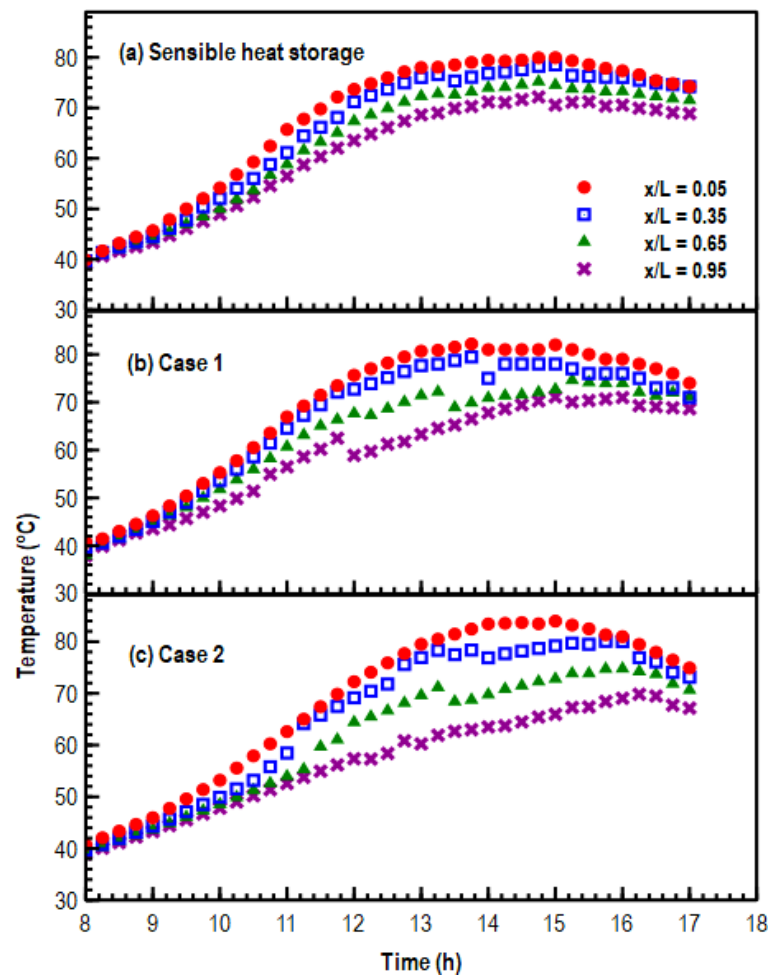 80
70
60
50
40
30
(a) Sensible heat storage
x/L = 0.05
x/L = 0.35
x/L = 0.65
x/L = 0.95
80
70
60
50
40
30
(b) Case 1
80
70
60
50
40
30
(c) Case 2
Temperature (°C)
8 9 10 11 12 13 14 15 16 17 18
Time (h)